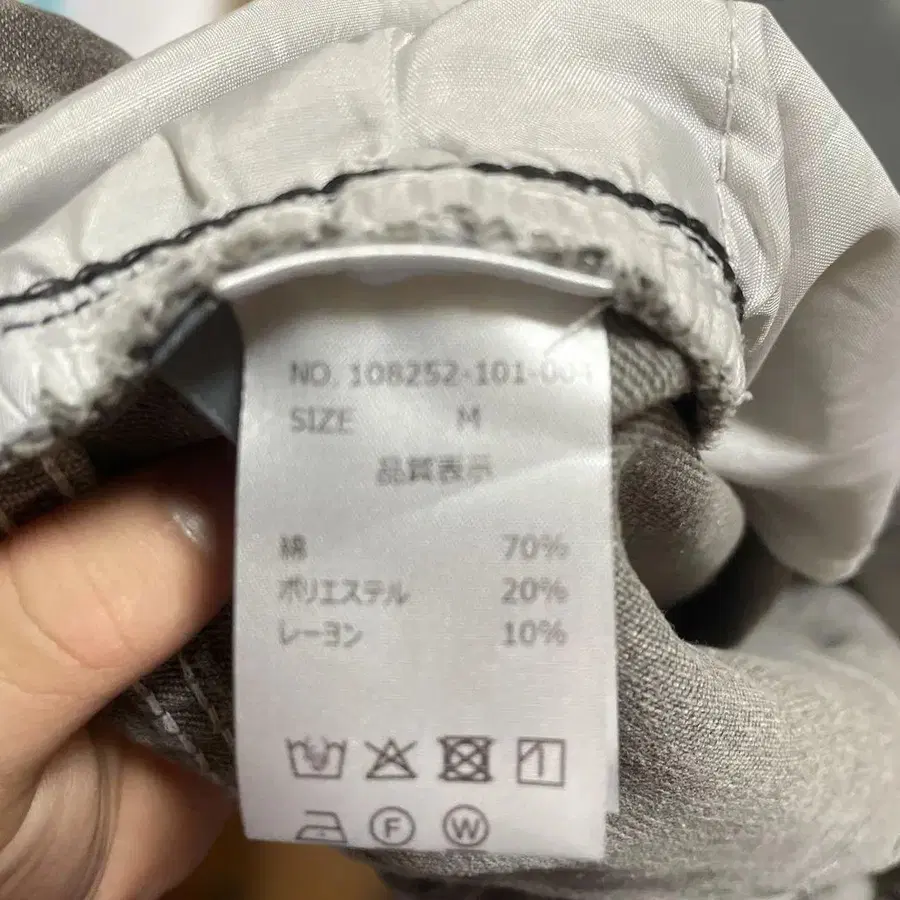 NO. 108252-101-004
SIZE M
品質表示
綿 70%
ポリエステル 20%
レーヨン 10%
F W